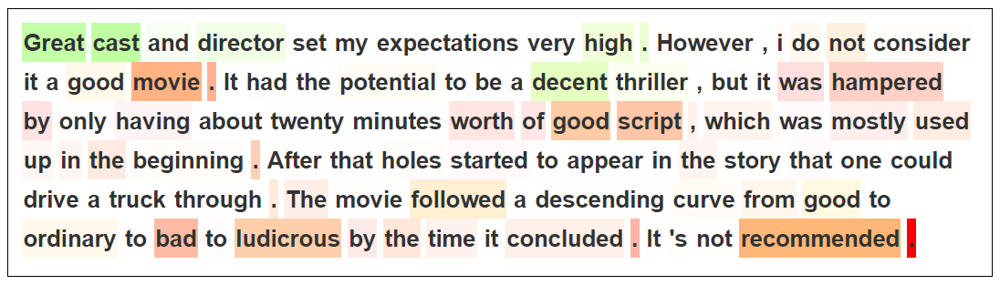 Great cast and director set my expectations very high . However , i do not consider
it a good movie . It had the potential to be a decent thriller , but it was hampered
by only having about twenty minutes worth of good script , which was mostly used
up in the beginning . After that holes started to appear in the story that one could
drive a truck through . The movie followed a descending curve from good to
ordinary to bad to ludicrous by the time it concluded . It 's not recommended .